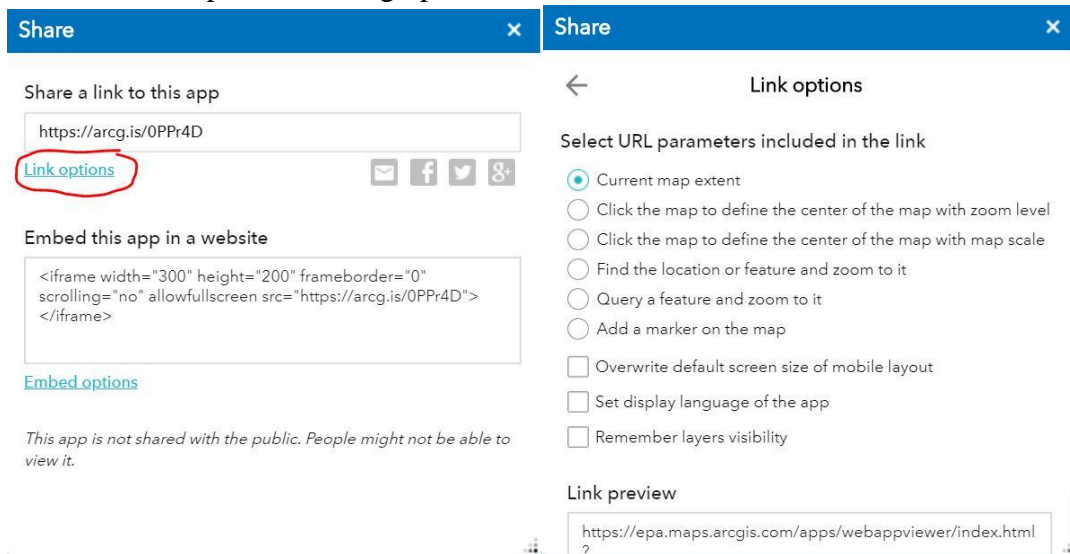 Share
Share a link to this app
https://arcg.is/0PPr4D
Link options
Embed this app in a website
<iframe width="300" height="200" frameborder="0"
scrolling="no" allowfullscreen src="https://arcg.is/0PPr4D">
</iframe>
Embed options
This app is not shared with the public. People might not be able to
view it.
Share
Link options
Select URL parameters included in the link
Current map extent
Click the map to define the center of the map with zoom level
Click the map to define the center of the map with map scale
Find the location or feature and zoom to it
Query a feature and zoom to it
Add a marker on the map
Overwrite default screen size of mobile layout
Set display language of the app
Remember layers visibility
Link preview
https://epa.maps.arcgis.com/apps/webappviewer/index.html
?